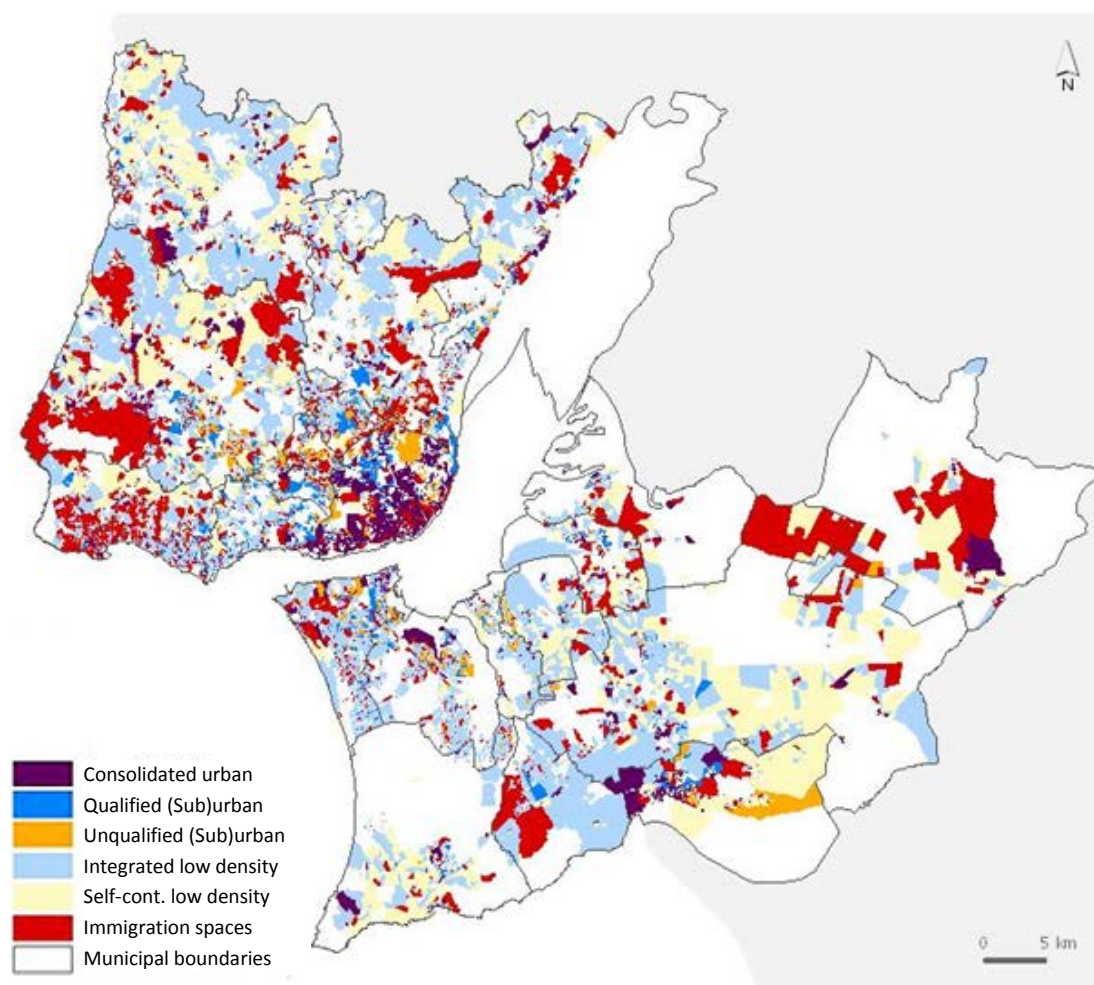 N
Consolidated urban
Qualified (Sub)urban
Unqualified (Sub)urban
Integrated low density
Self-cont. low density
Immigration spaces
Municipal boundaries
0 5 km